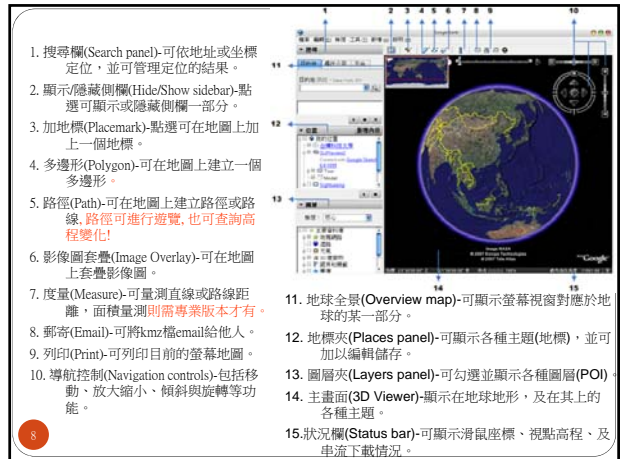 1 2 3 4 5 6 7 8 9 10
1. 搜尋欄(Search panel)-可依地址或坐標
定位，並可管理定位的結果。
2. 顯示/隱藏側欄(Hide/Show sidebar)-點
選可顯示或隱藏側欄一部分。
3. 加地標(Placemark)-點選可在地圖上加
上一個地標。
4. 多邊形(Polygon)-可在地圖上建立一個
多邊形。
5. 路徑(Path)-可在地圖上建立路徑或路
線, 路徑可進行遊覽, 也可查詢高
程變化!
6. 影像圖套疊(Image Overlay)-可在地圖
上套疊影像圖。
7. 度量(Measure)-可量測直線或路線距
離，面積量測則需專業版本才有。
8. 郵寄(Email)-可將kmz檔email給他人。
9. 列印(Print)-可列印目前的螢幕地圖。
10. 導航控制(Navigation controls)-包括移
動、放大縮小、傾斜與旋轉等功
能。
8
11
12
13
Google
14 15
11. 地球全景(Overview map)-可顯示螢幕視窗對應於地
球的某一部分。
12. 地標夾(Places panel)-可顯示各種主題(地標)，並可
加以編輯儲存。
13. 圖層夾(Layers panel)-可勾選並顯示各種圖層(POI)。
14. 主畫面(3D Viewer)-顯示在地球地形，及在其上的
各種主題。
15.狀況欄(Status bar)-可顯示滑鼠座標、視點高程、及
串流下載情況。